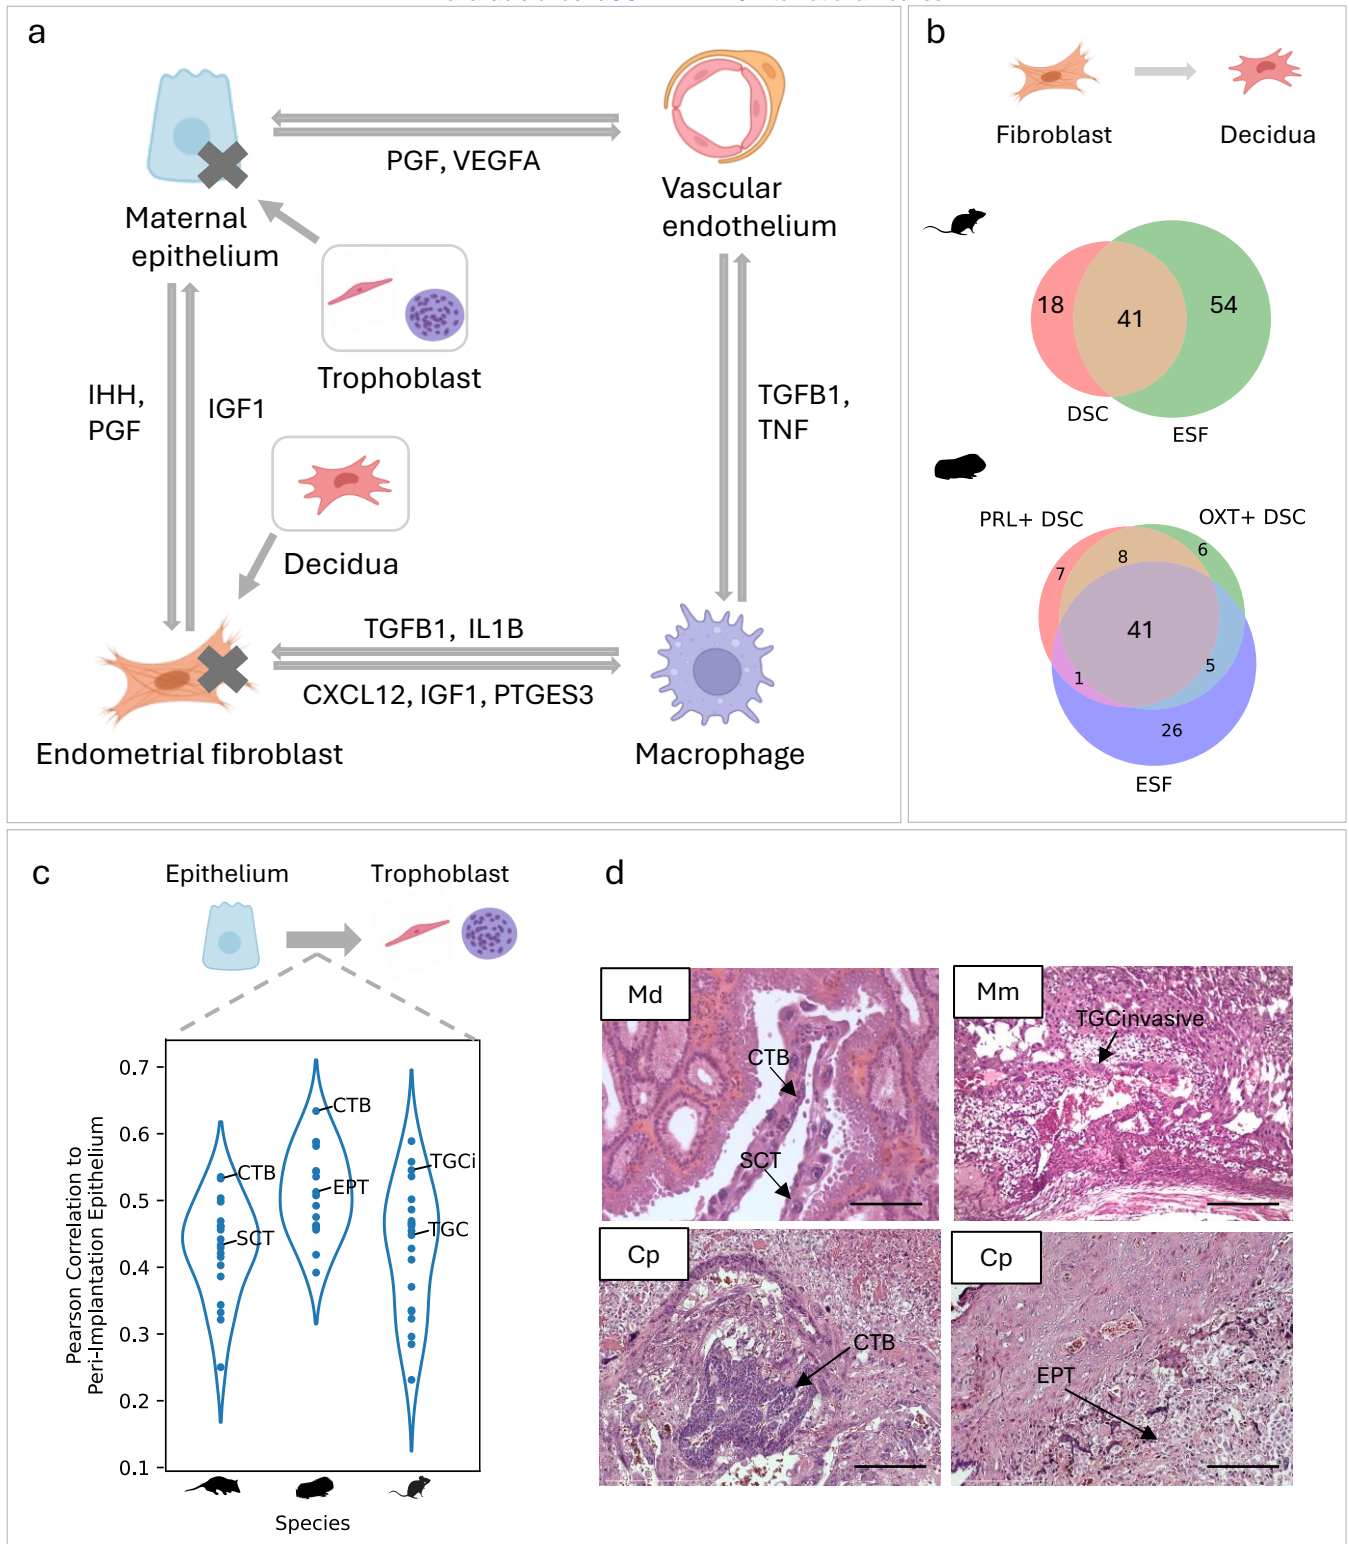 a
PGF, VEGFA
Maternal
epithelium
Vascular
endothelium
Trophoblast
IHH,
PGF
IGF1
TGFB1,
TNF
Decidua
TGFB1, IL1B
CXCL12, IGF1, PTGES3
Endometrial fibroblast
Macrophage
b
Fibroblast
Decidua
18
41
54
DSC
ESF
PRL+ DSC
OXT+ DSC
7
8
6
41
1
5
26
ESF
c
Epithelium
Trophoblast
0.7
0.6
0.5
0.4
0.3
0.2
0.1
Pearson Correlation to
Peri-Implantation Epithelium
CTB
SCT
CTB
EPT
TGCi
TGC
Species
d
Md
CTB
SCT
Mm
TGCinvasive
Cp
CTB
Cp
EPT